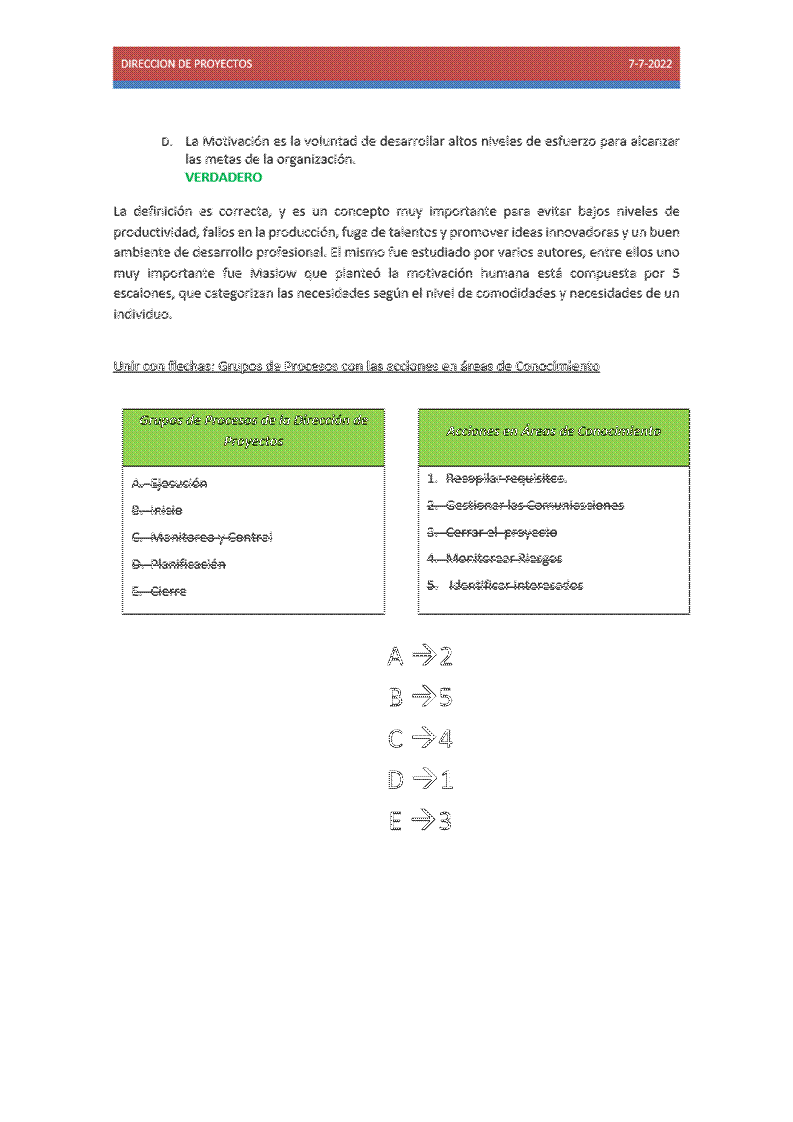 DIRECCION DE PROYECTOS 7-7-2022
D. La Motivación es la voluntad de desarrollar altos niveles de esfuerzo para alcanzar
las metas de la organización.
VERDADERO
La definición es correcta, y es un concepto muy importante para evitar bajos niveles de
productividad, fallos en la producción, fuga de talentos y promover ideas innovadoras y un buen
ambiente de desarrollo profesional. El mismo fue estudiado por varios autores, entre ellos uno
muy importante fue Maslow que planteó la motivación humana está compuesta por 5
escalones, que categorizan las necesidades según el nivel de comodidades y necesidades de un
individuo.
Unir con flechas: Grupos de Procesos con las acciones en áreas de Conocimiento
Grupos de Procesos de la Dirección de
Proyectos
A. Ejecución
B. Inicio
C. Monitoreo y Control
D. Planificación
E. Cierre
Acciones en Áreas de Conocimiento
1. Recopilar requisitos.
2. Gestionar las Comunicaciones
3. Cerrar el proyecto
4. Monitorear Riesgos
5. Identificar interesados
A →2
B →5
C →4
D →1
E →3